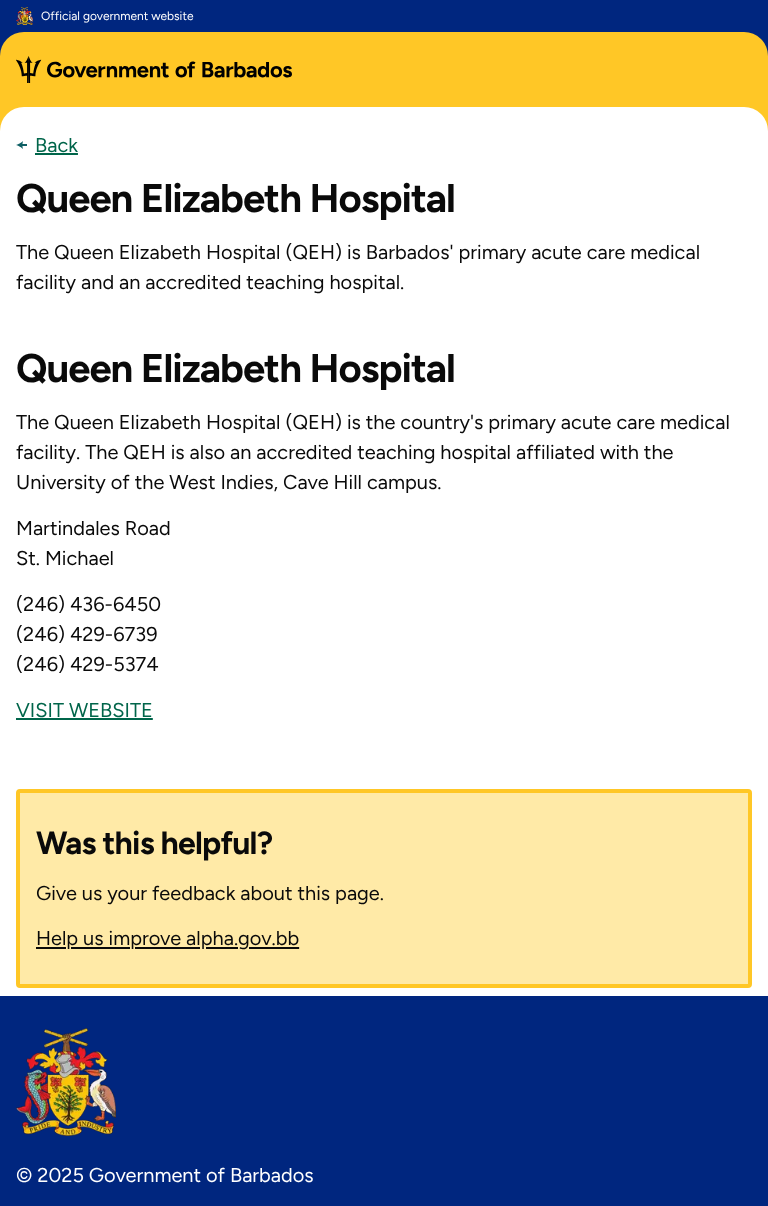 Official government website
Government of Barbados
Back
Queen Elizabeth Hospital
The Queen Elizabeth Hospital (QEH) is Barbados' primary acute care medical
facility and an accredited teaching hospital.
Queen Elizabeth Hospital
The Queen Elizabeth Hospital (QEH) is the country's primary acute care medical
facility. The QEH is also an accredited teaching hospital affiliated with the
University of the West Indies, Cave Hill campus.
Martindales Road
St. Michael
(246) 436-6450
(246) 429-6739
(246) 429-5374
VISIT WEBSITE
Was this helpful?
Give us your feedback about this page.
Help us improve alpha.gov.bb
PRIDE AND INDUSTRY
© 2025 Government of Barbados